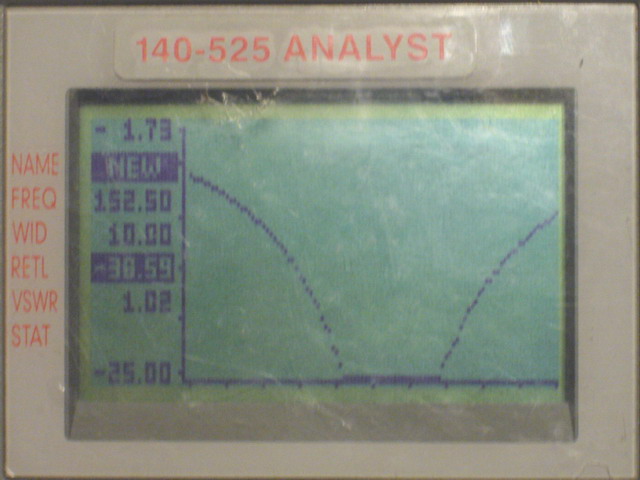 140-525 ANALYST
- 1.73
NAME NEW
FREQ 152.50
WID 10.00
RETL -38.59
VSWR 1.02
STAT
-25.00